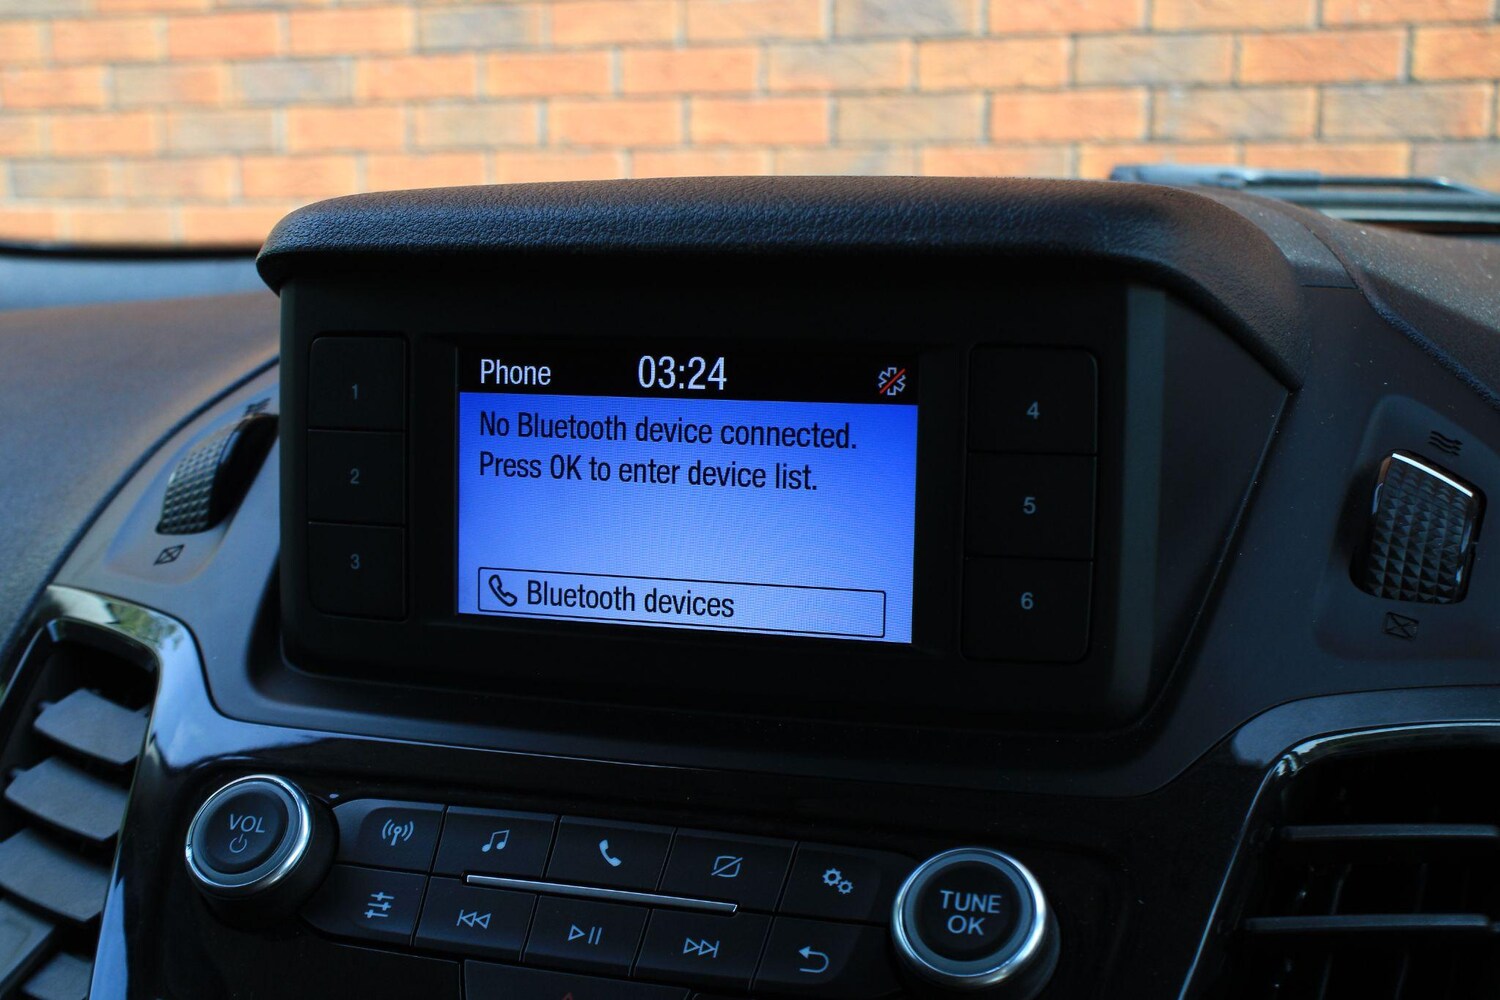 Phone 03:24
No Bluetooth device connected.
Press OK to enter device list.
Bluetooth devices
1
2
3
4
5
6
VOL
TUNE
OK